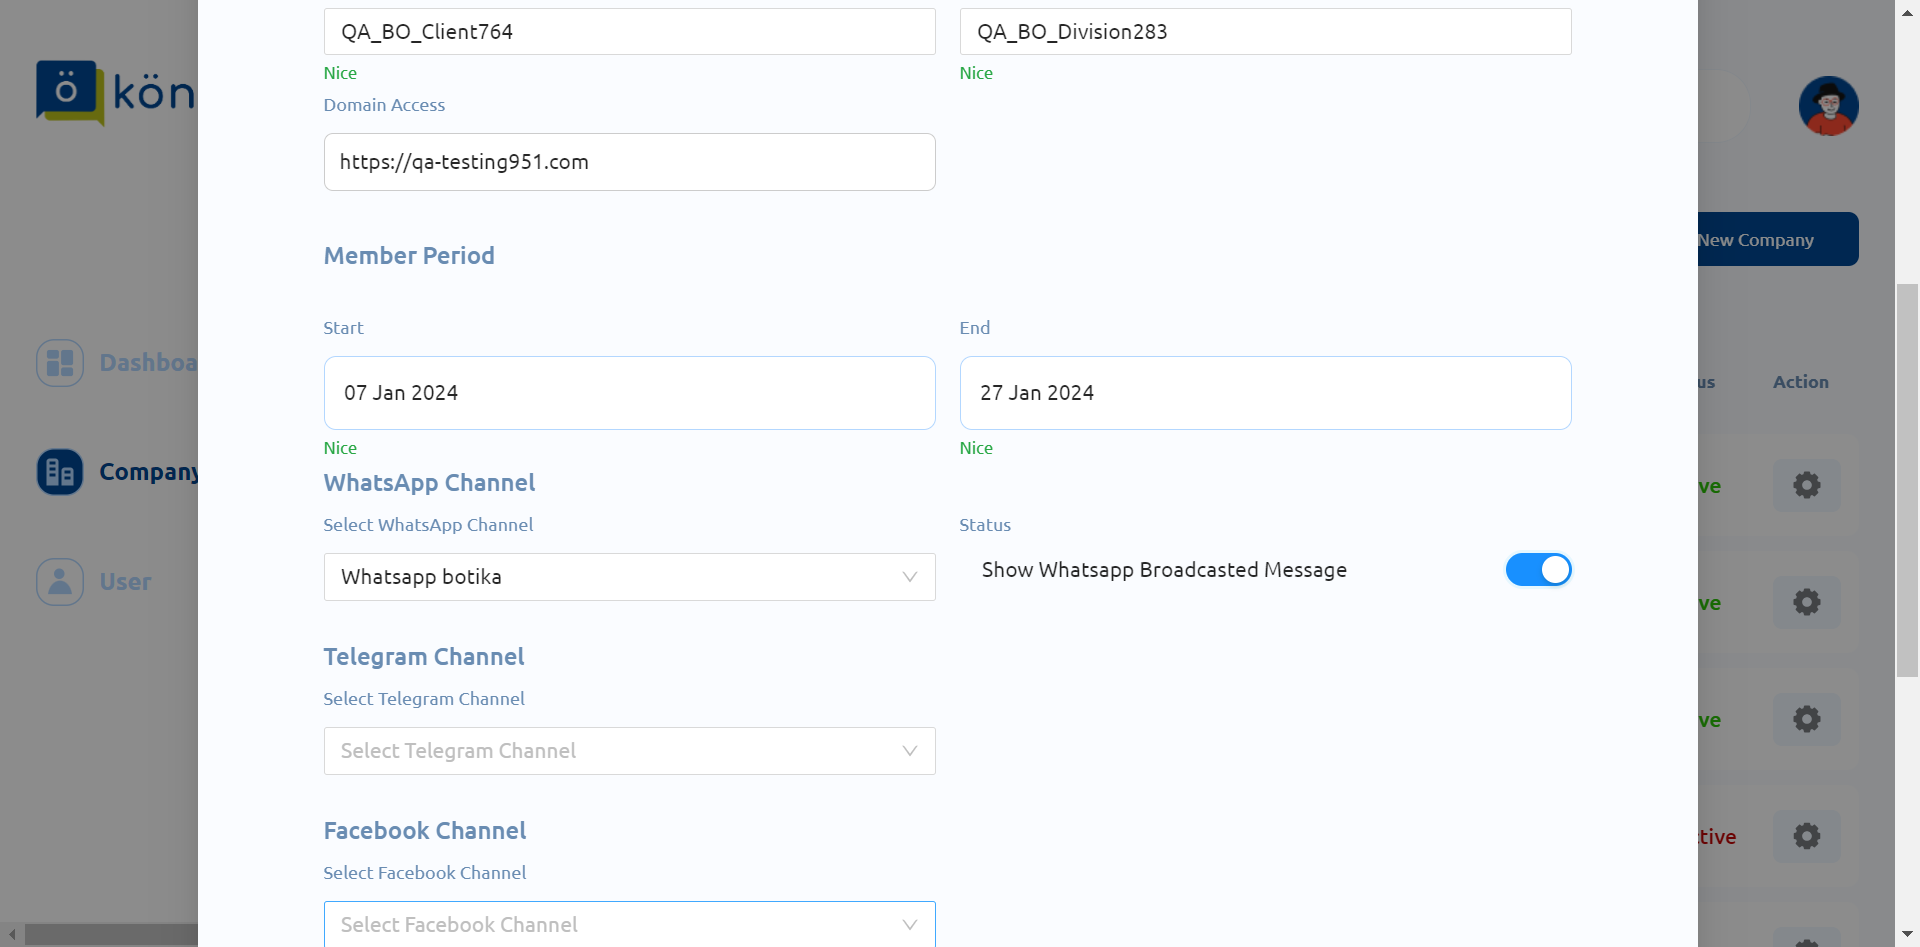 QA_BO_Client764
QA_BO_Division283
Nice
Nice
Domain Access
https://qa-testing951.com
Member Period
Start
End
07 Jan 2024
27 Jan 2024
Nice
Nice
WhatsApp Channel
Select WhatsApp Channel
Status
Whatsapp botika
Show Whatsapp Broadcasted Message
Telegram Channel
Select Telegram Channel
Select Telegram Channel
Facebook Channel
Select Facebook Channel
Select Facebook Channel
ö kön
Dashboa
Company
User
New Company
us
Action
ve
ve
ve
tive